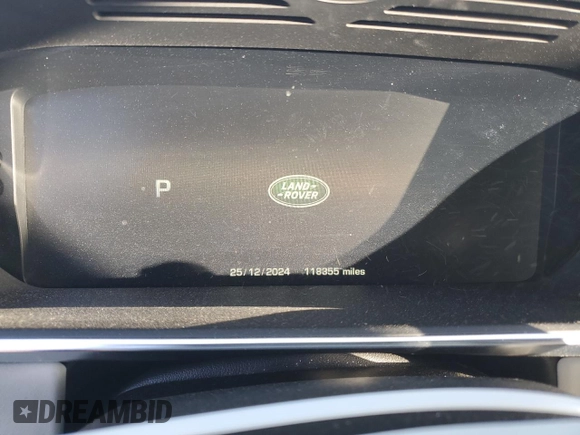 P
LAND
ROVER
25/12/2024 118355 miles
DREAMBID